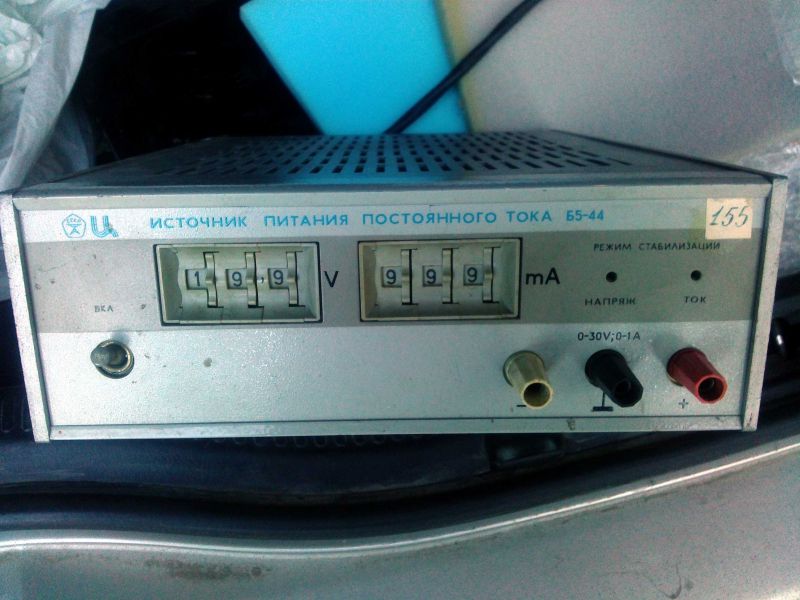 ИСТОЧНИК ПИТАНИЯ ПОСТОЯННОГО ТОКА Б5-44
155
РЕЖИМ СТАБИЛИЗАЦИИ
1 9 9 V
9 9 9 mA
НАПРЯЖ ТОК
ВКЛ
0-30V; 0-1A
- +